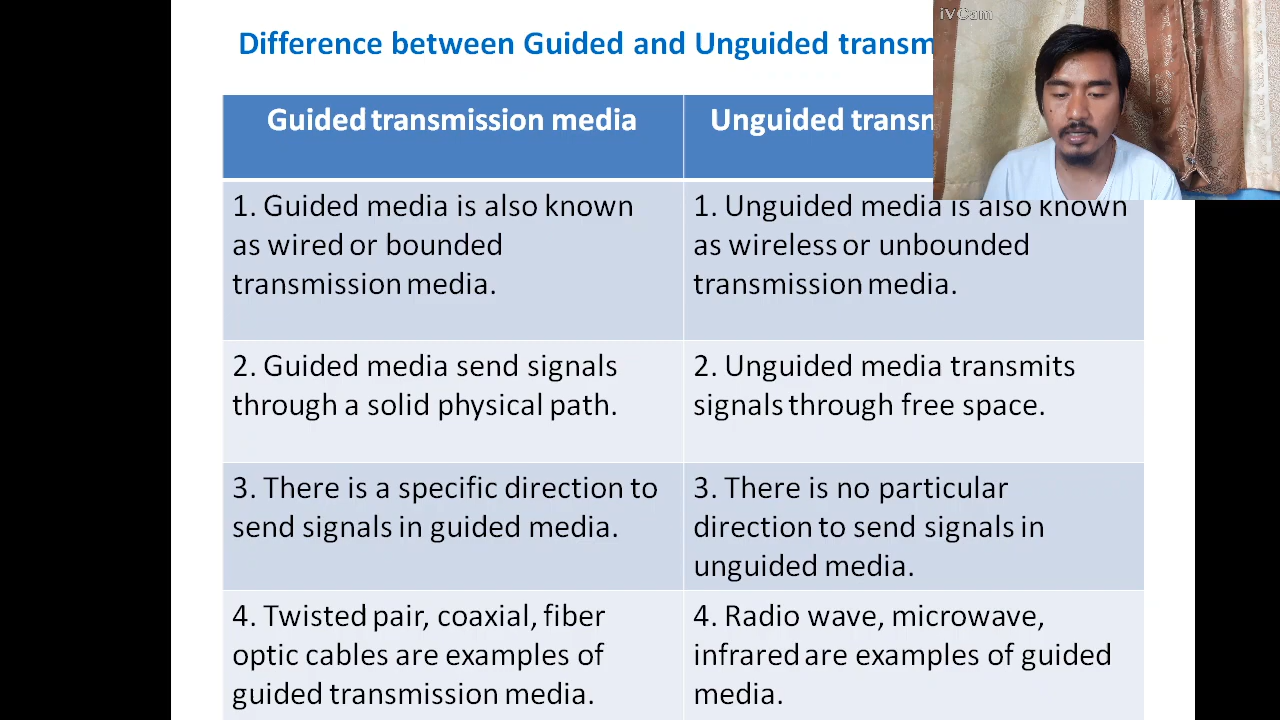 iVCam
Difference between Guided and Unguided
Guided transmission media
Unguided
1. Guided media is also known
as wired or bounded
transmission media.
1. Unguided media is also known
as wireless or unbounded
transmission media.
2. Guided media send signals
through a solid physical path.
2. Unguided media transmits
signals through free space.
3. There is a specific direction to
send signals in guided media.
3. There is no particular
direction to send signals in
unguided media.
4. Twisted pair, coaxial, fiber
optic cables are examples of
guided transmission media.
4. Radio wave, microwave,
infrared are examples of guided
media.